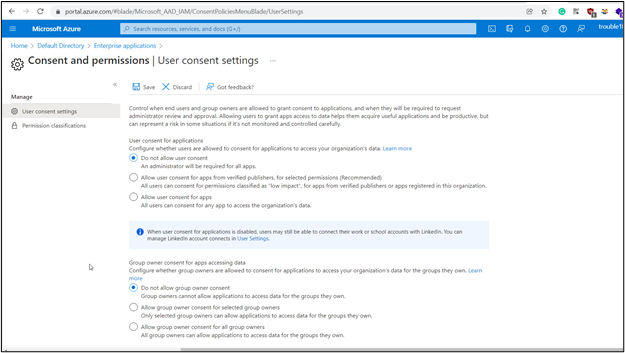 portal.azure.com/#blade/Microsoft_AAD_IAM/ConsentPoliciesMenuBlade/UserSettings
Microsoft Azure
Search resources, services, and docs (G+/)
Home > Default Directory > Enterprise applications >
Consent and permissions | User consent settings ...
Save Discard Got feedback?
Manage
User consent settings
Permission classifications
Control when end users and group owners are allowed to grant consent to applications, and when they will be required to request
administrator review and approval. Allowing users to grant apps access to data helps them acquire useful applications and be productive, but
can represent a risk in some situations if it's not monitored and controlled carefully.
User consent for applications
Configure whether users are allowed to consent for applications to access your organization's data. Learn more
Do not allow user consent
An administrator will be required for all apps.
Allow user consent for apps from verified publishers, for selected permissions (Recommended)
All users can consent for permissions classified as "low impact", for apps from verified publishers or apps registered in this organization.
Allow user consent for apps
All users can consent for any app to access the organization's data.
When user consent for applications is disabled, users may still be able to connect their work or school accounts with LinkedIn. You can
manage LinkedIn account connects in User Settings.
Group owner consent for apps accessing data
Configure whether group owners are allowed to consent for applications to access your organization's data for the groups they own. Learn
more
Do not allow group owner consent
Group owners cannot allow applications to access data for the groups they own.
Allow group owner consent for selected group owners
Only selected group owners can allow applications to access data for the groups they own.
Allow group owner consent for all group owners
All group owners can allow applications to access data for the groups they own.